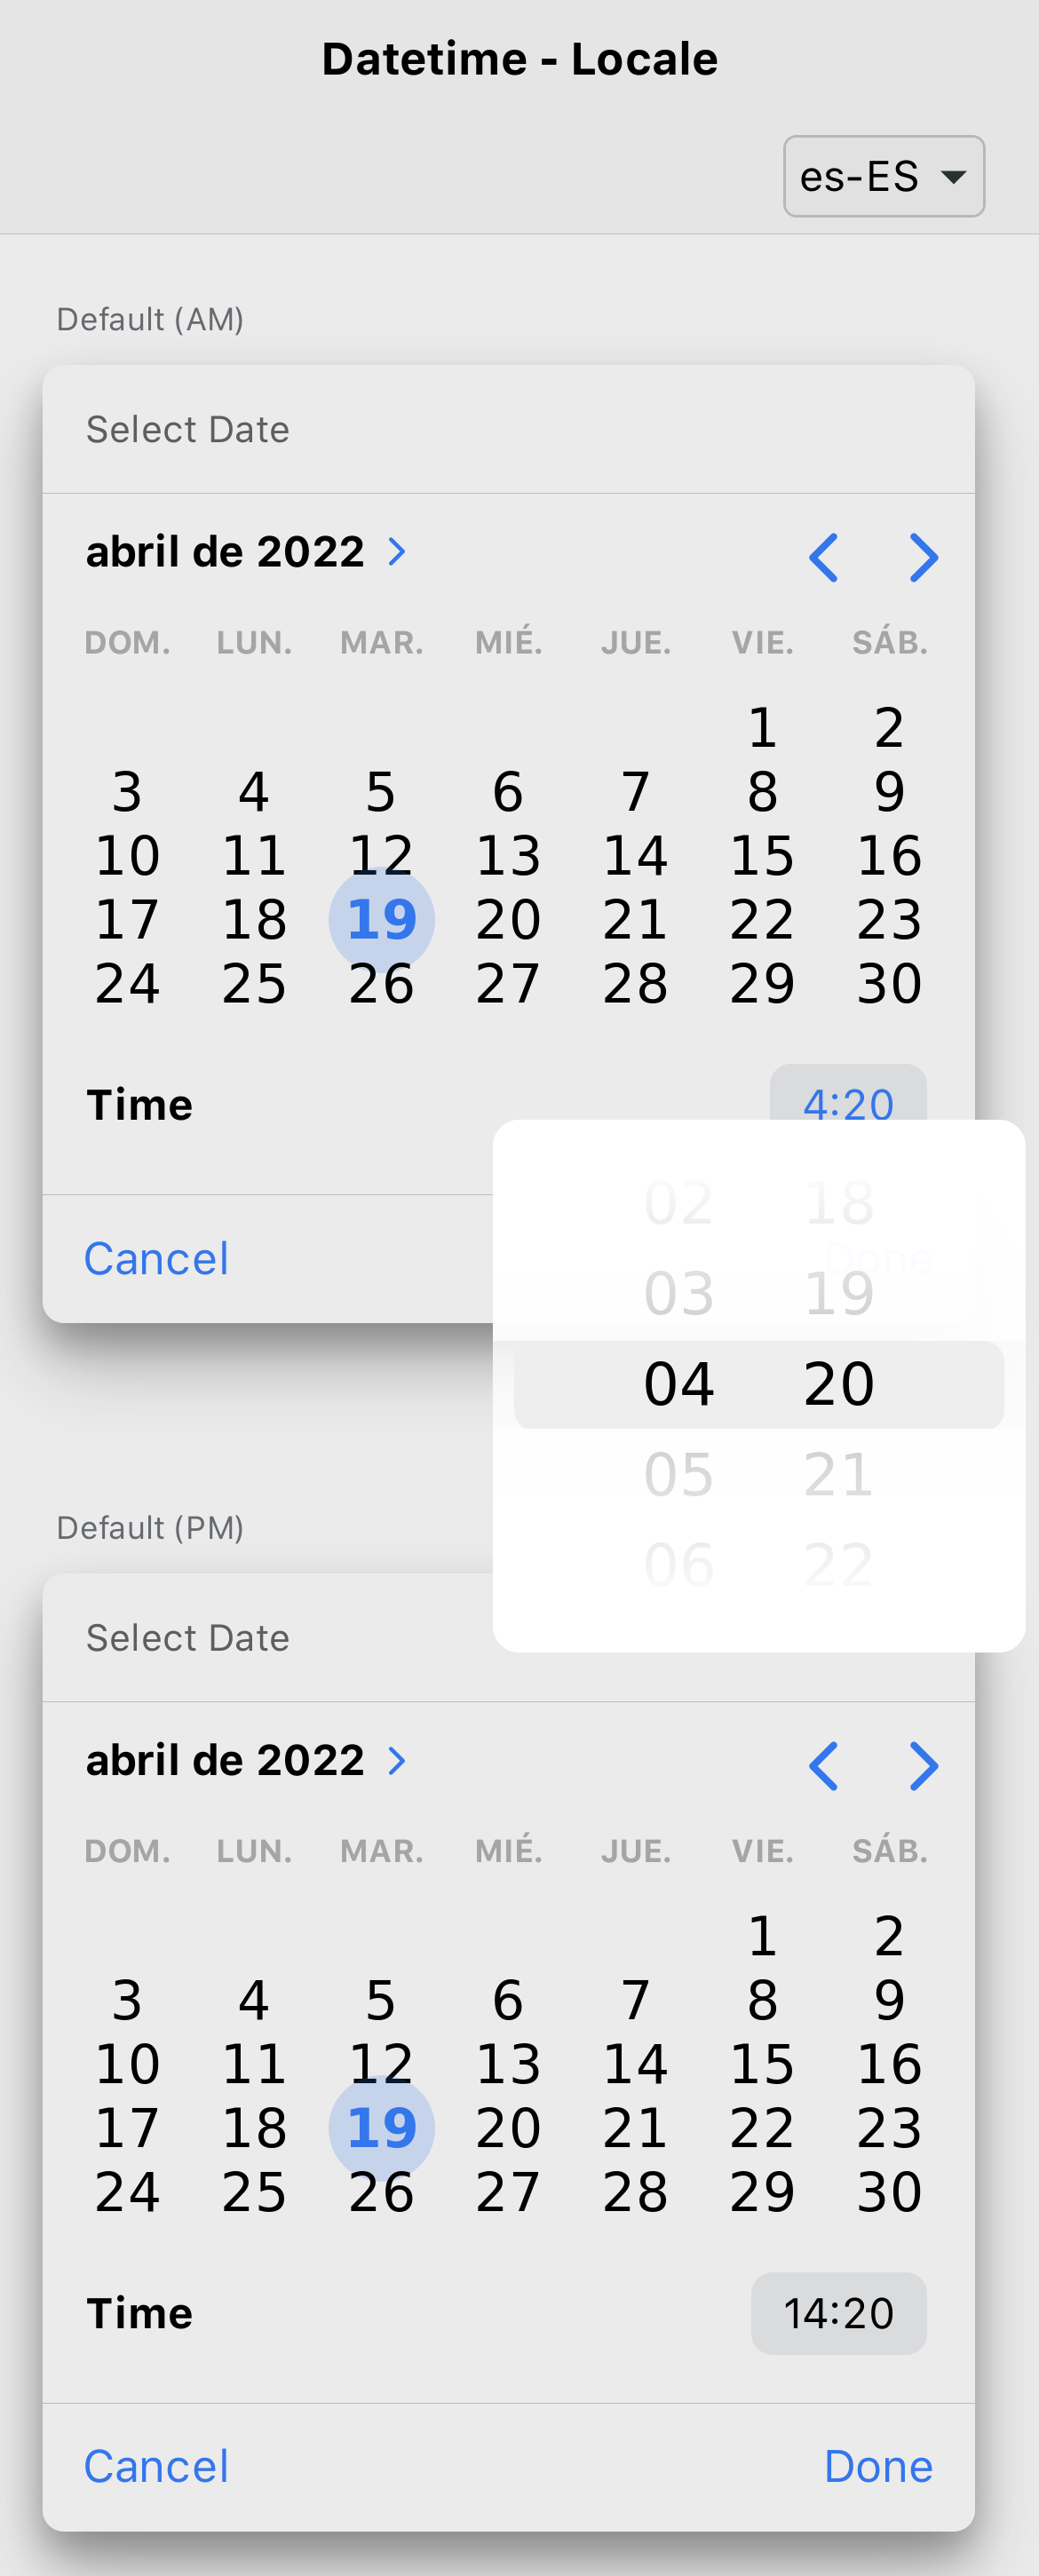 Datetime - Locale
es-ES
Default (AM)
Select Date
abril de 2022
DOM. LUN. MAR. MIÉ. JUE. VIE. SÁB.
1 2
3 4 5 6 7 8 9
10 11 12 13 14 15 16
17 18 19 20 21 22 23
24 25 26 27 28 29 30
Time 4:20
02 18
Cancel Done
03 19
04 20
05 21
06 22
Default (PM)
Select Date
abril de 2022
DOM. LUN. MAR. MIÉ. JUE. VIE. SÁB.
1 2
3 4 5 6 7 8 9
10 11 12 13 14 15 16
17 18 19 20 21 22 23
24 25 26 27 28 29 30
Time 14:20
Cancel Done